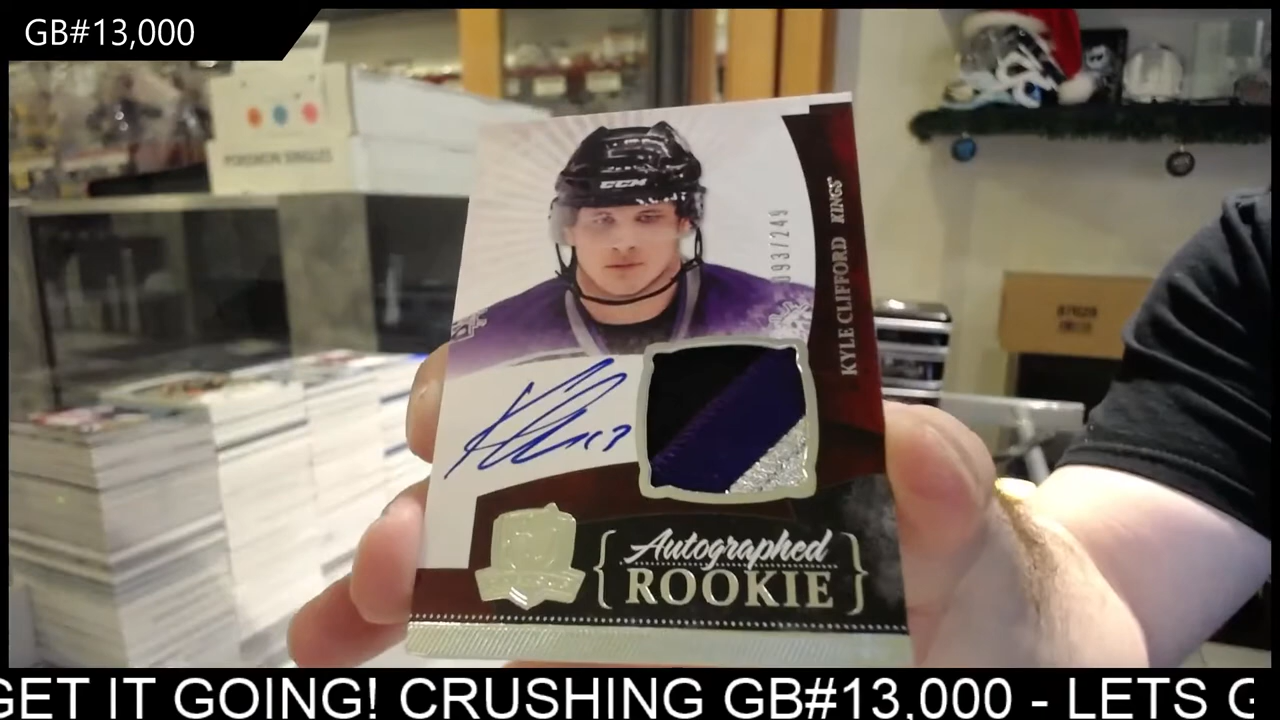 GB#13,000
POKEMON SINGLES
CCM
093/249
KYLE CLIFFORD KINGS
Autographed
ROOKIE
GET IT GOING! CRUSHING GB#13,000 - LETS G